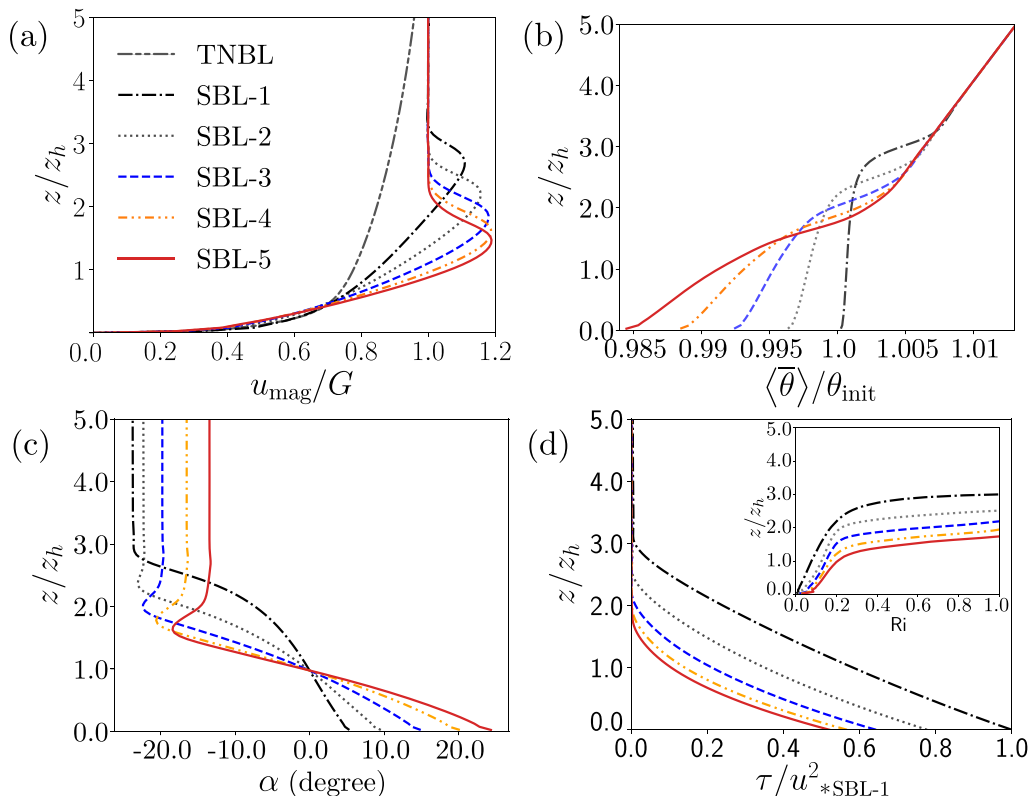 (a)
5
4
3
2
1
z/z_h
TNBL
SBL-1
SBL-2
SBL-3
SBL-4
SBL-5
0.0 0.2 0.4 0.6 0.8 1.0 1.2
u_mag/G
(b)
5.0
4.0
3.0
2.0
1.0
0.0
z/z_h
0.985 0.99 0.995 1.0 1.005 1.01
⟨θ̅⟩/θ_init
(c)
5.0
4.0
3.0
2.0
1.0
0.0
z/z_h
-20.0 -10.0 0.0 10.0 20.0
α (degree)
(d)
5.0
4.0
3.0
2.0
1.0
0.0
z/z_h
0.0 0.2 0.4 0.6 0.8 1.0
τ/u²_*SBL-1
5.0
4.0
3.0
2.0
1.0
0.0
z/z_h
0.0 0.2 0.4 0.6 0.8 1.0
Ri